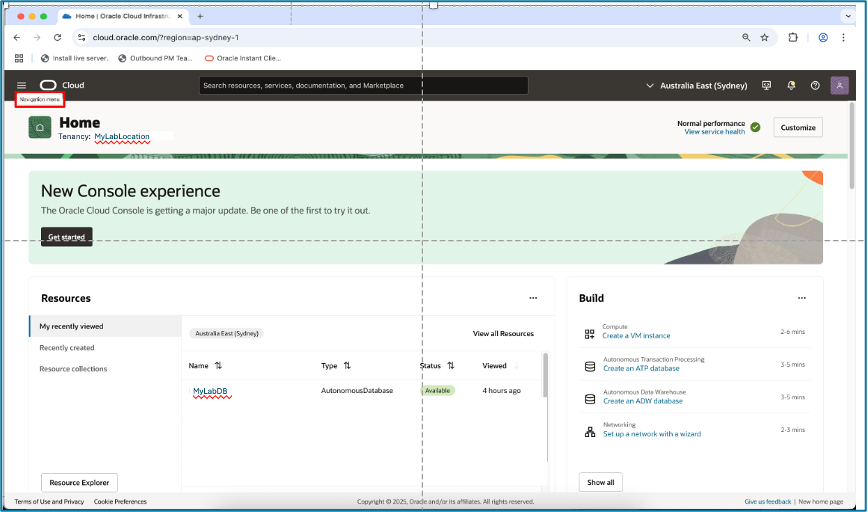 Home | Oracle Cloud Infrastru
cloud.oracle.com/?region=ap-sydney-1
Install live server.
Outbound PM Tea...
Oracle Instant Clie...
Cloud
Search resources, services, documentation, and Marketplace
Australia East (Sydney)
Navigation menu
Home
Tenancy: MyLabLocation
Normal performance
View service health
Customize
New Console experience
The Oracle Cloud Console is getting a major update. Be one of the first to try it out.
Get started
Resources
...
My recently viewed
Recently created
Resource collections
Australia East (Sydney)
View all Resources
Name
Type
Status
Viewed
MyLabDB
AutonomousDatabase
Available
4 hours ago
Resource Explorer
Build
...
Compute
Create a VM instance
2-6 mins
Autonomous Transaction Processing
Create an ATP database
3-5 mins
Autonomous Data Warehouse
Create an ADW database
3-5 mins
Networking
Set up a network with a wizard
2-3 mins
Show all
Terms of Use and Privacy
Cookie Preferences
Copyright © 2025, Oracle and/or its affiliates. All rights reserved.
Give us feedback | New home page